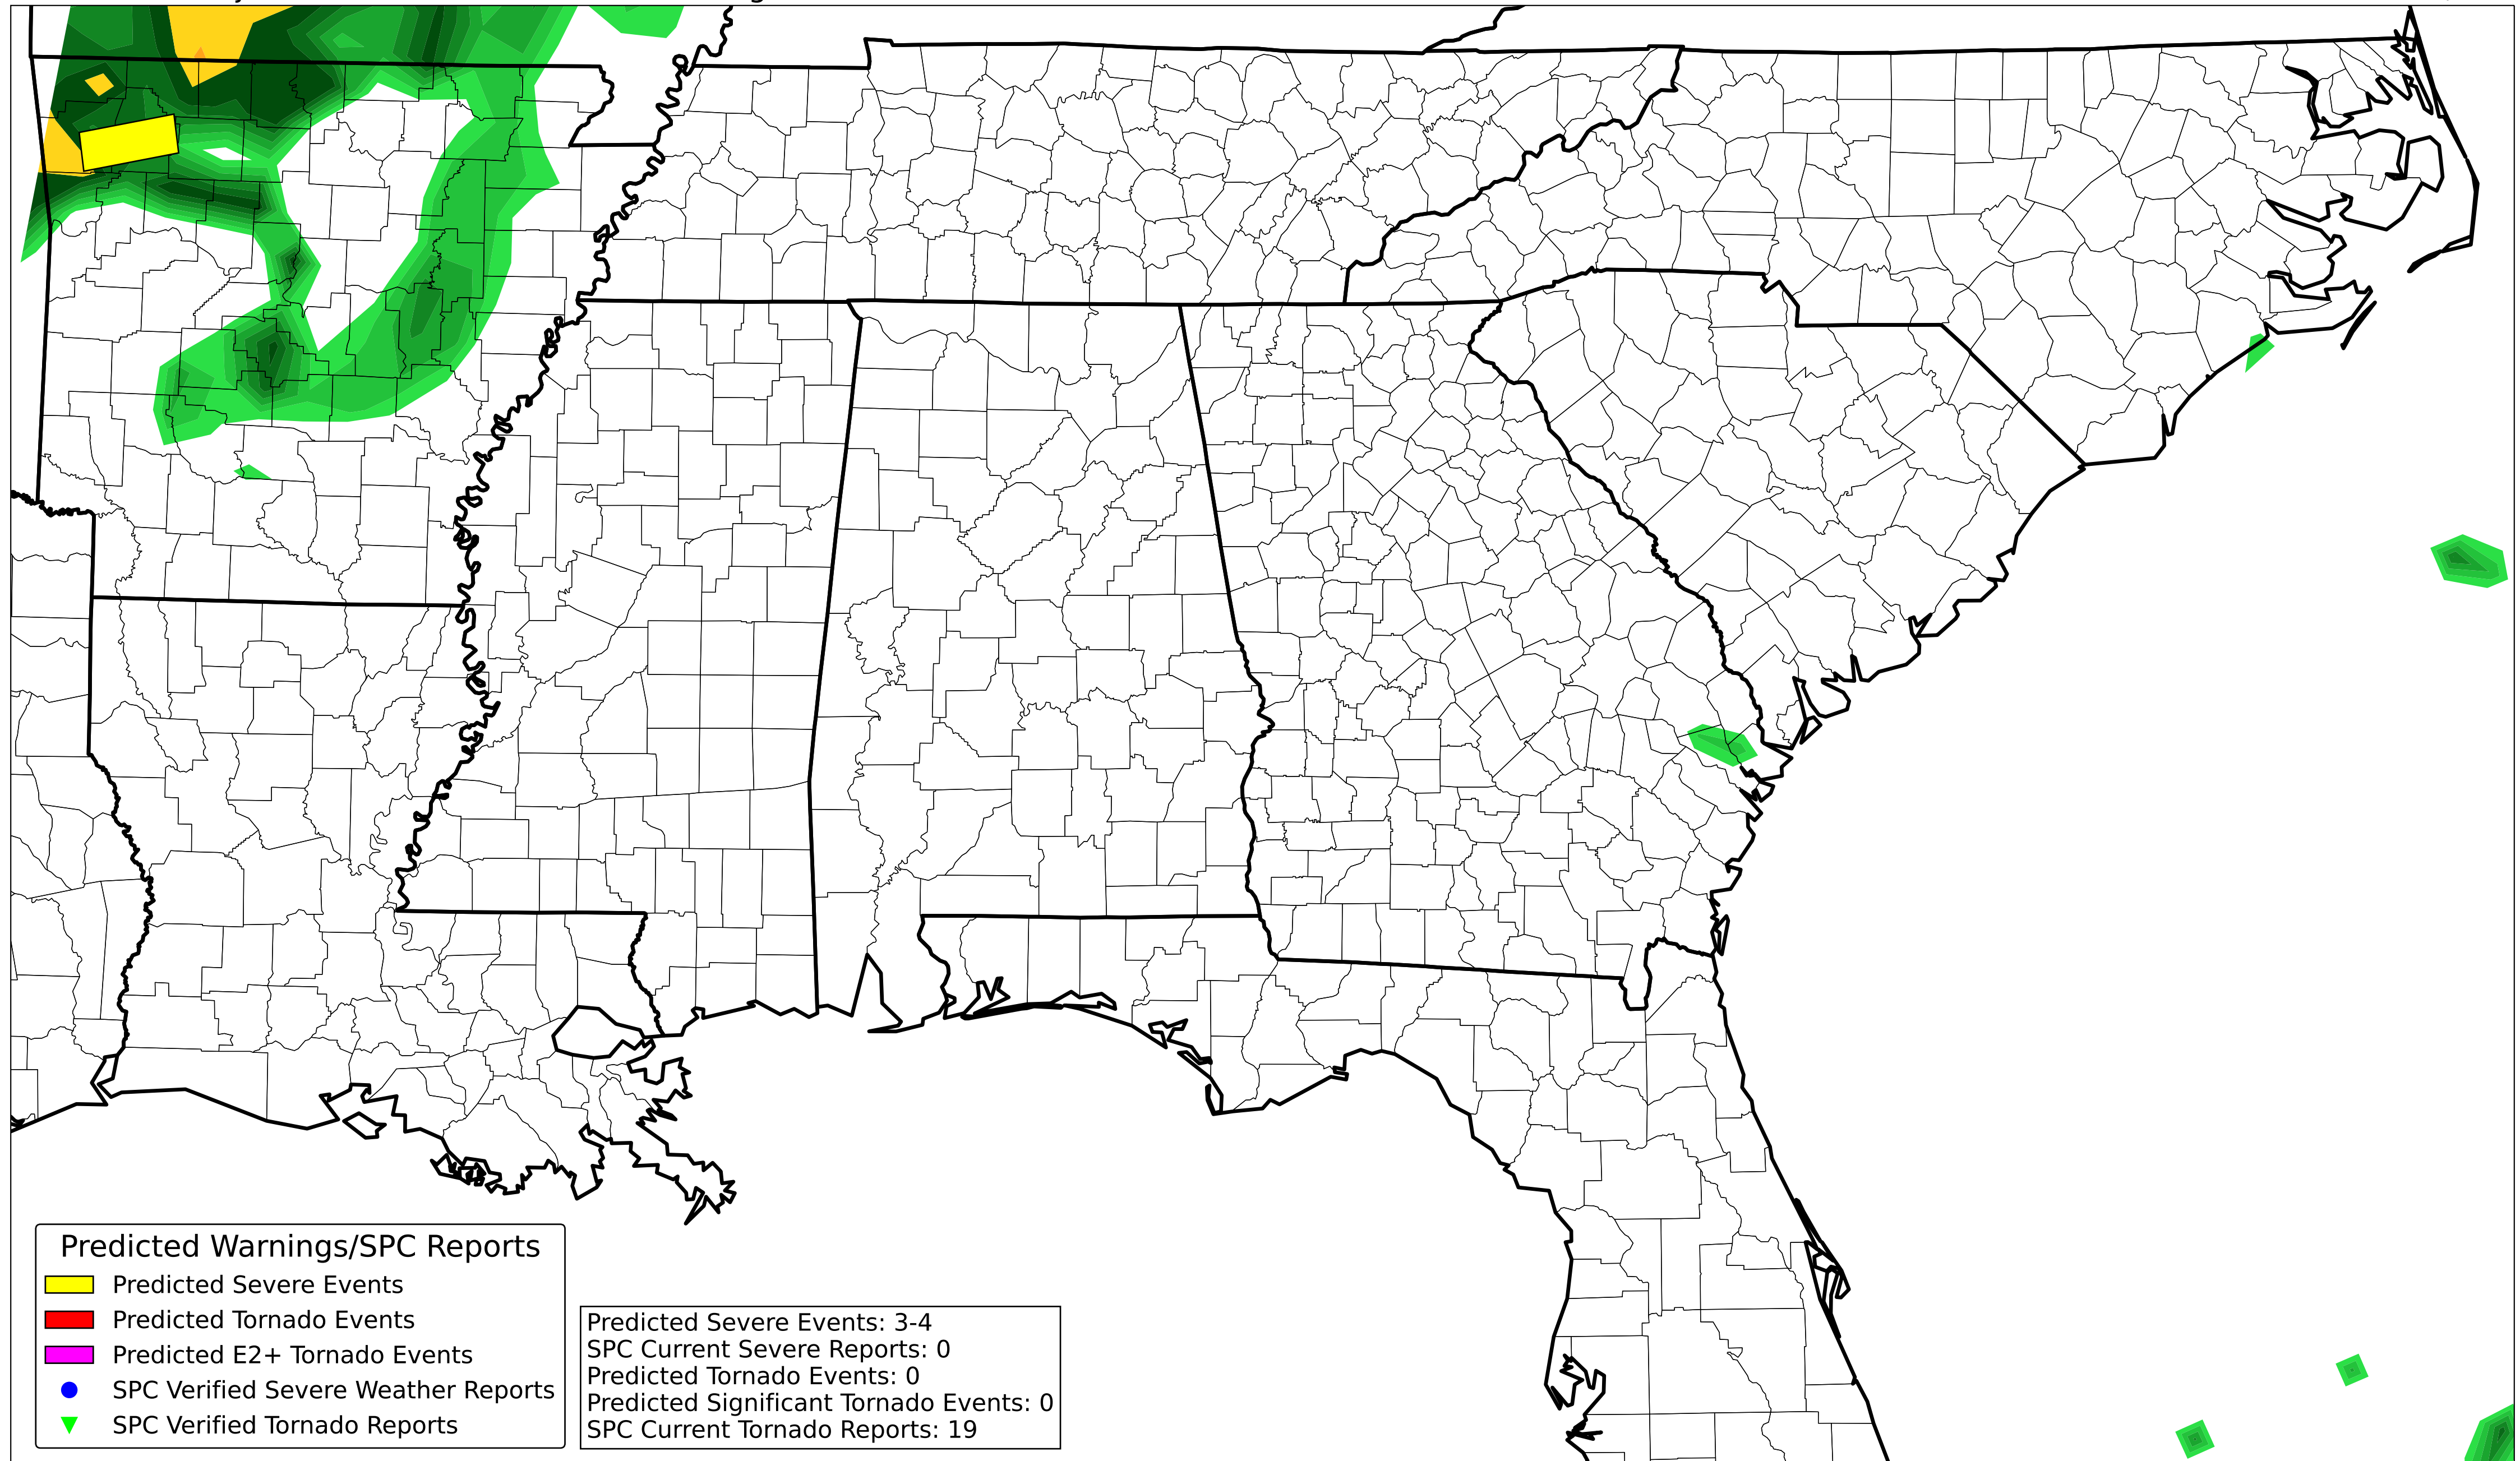 Predicted Warnings/SPC Reports
Predicted Severe Events
Predicted Tornado Events
Predicted E2+ Tornado Events
SPC Verified Severe Weather Reports
SPC Verified Tornado Reports
Predicted Severe Events: 3-4
SPC Current Severe Reports: 0
Predicted Tornado Events: 0
Predicted Significant Tornado Events: 0
SPC Current Tornado Reports: 19